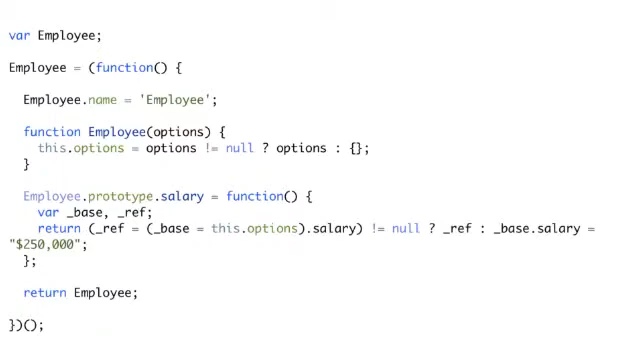 var Employee;
Employee = (function() {
Employee.name = 'Employee';
function Employee(options) {
this.options = options != null ? options : {};
}
Employee.prototype.salary = function() {
var _base, _ref;
return (_ref = (_base = this.options).salary) != null ? _ref : _base.salary =
"$250,000";
};
return Employee;
})();